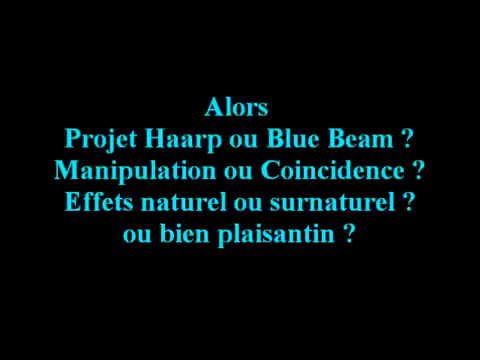 Alors
Projet Haarp ou Blue Beam ?
Manipulation ou Coincidence ?
Effets naturel ou surnaturel ?
ou bien plaisantin ?